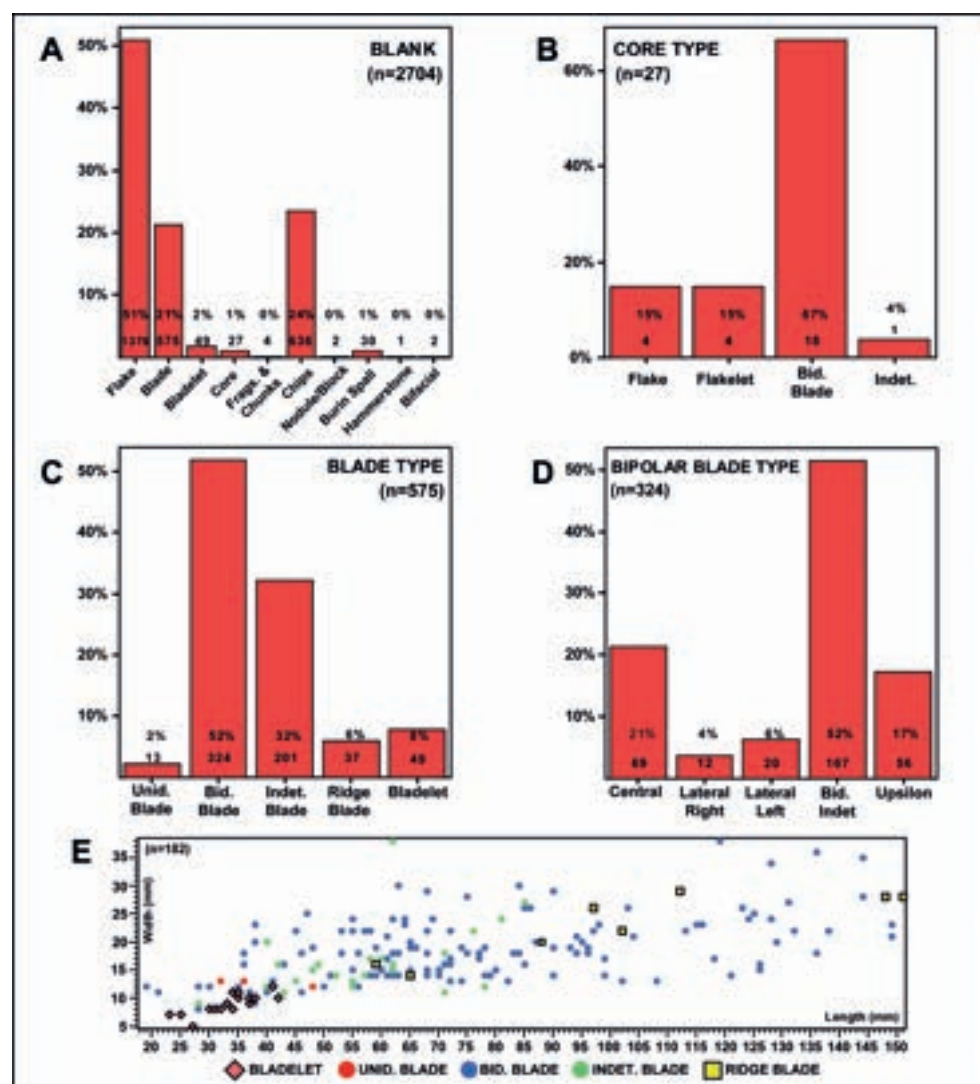 A
BLANK
(n=2704)
50%
40%
30%
20%
10%
51% 21% 2% 1% 0% 24% 0% 1% 0% 0%
1376 575 49 27 4 638 2 30 1 2
Flake Blade Bladelet Core Frags. & Chunks Chips Nodule/Block Burin Spall Hammerstone Bifacial
B
CORE TYPE
(n=27)
60%
40%
20%
0%
15% 15% 67% 4%
4 4 18 1
Flake Flakelet Bid. Blade Indet.
C
BLADE TYPE
(n=575)
50%
40%
30%
20%
10%
2% 52% 32% 6% 8%
13 324 201 37 49
Unid. Bid. Indet. Ridge Bladelet
Blade Blade Blade Blade
D
BIPOLAR BLADE TYPE
(n=324)
50%
40%
30%
20%
10%
21% 4% 6% 52% 17%
69 12 20 167 56
Central Lateral Lateral Bid. Upsilon
Right Left Indet
E
(n=182)
Width (mm)
35
30
25
20
15
10
5
Length (mm)
20 25 30 35 40 45 50 55 60 65 70 75 80 85 90 95 100 105 110 115 120 125 130 135 140 145 150
BLADELET UNID. BLADE BID. BLADE INDET. BLADE RIDGE BLADE